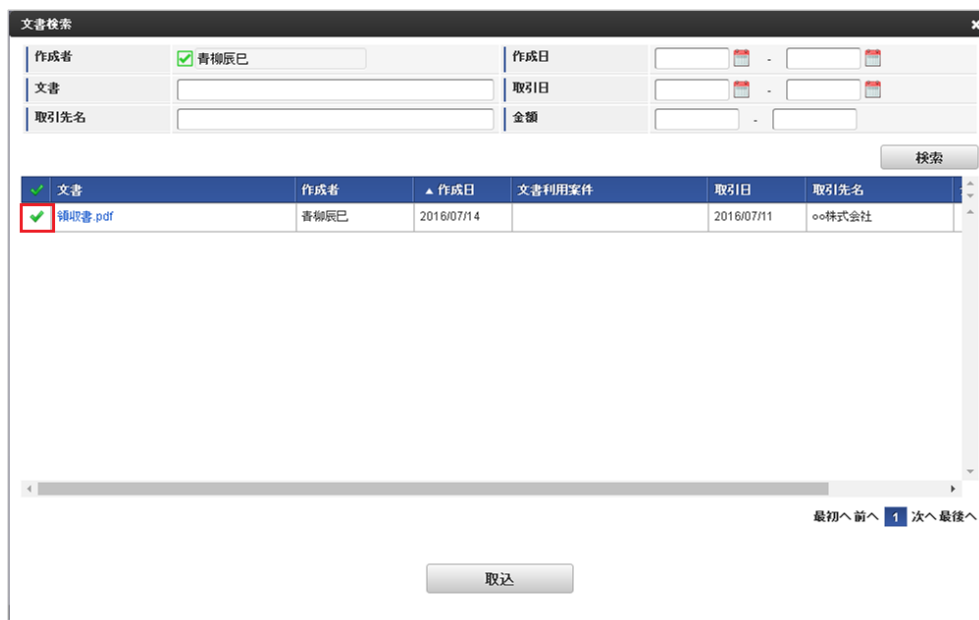 文書検索
作成者 青柳辰巳 作成日 -
文書 取引日 -
取引先名 金額 -
検索
文書 作成者 ▲作成日 文書利用案件 取引日 取引先名
領収書.pdf 青柳辰巳 2016/07/14 2016/07/11 ○○株式会社
最初へ 前へ 1 次へ 最後へ
取込